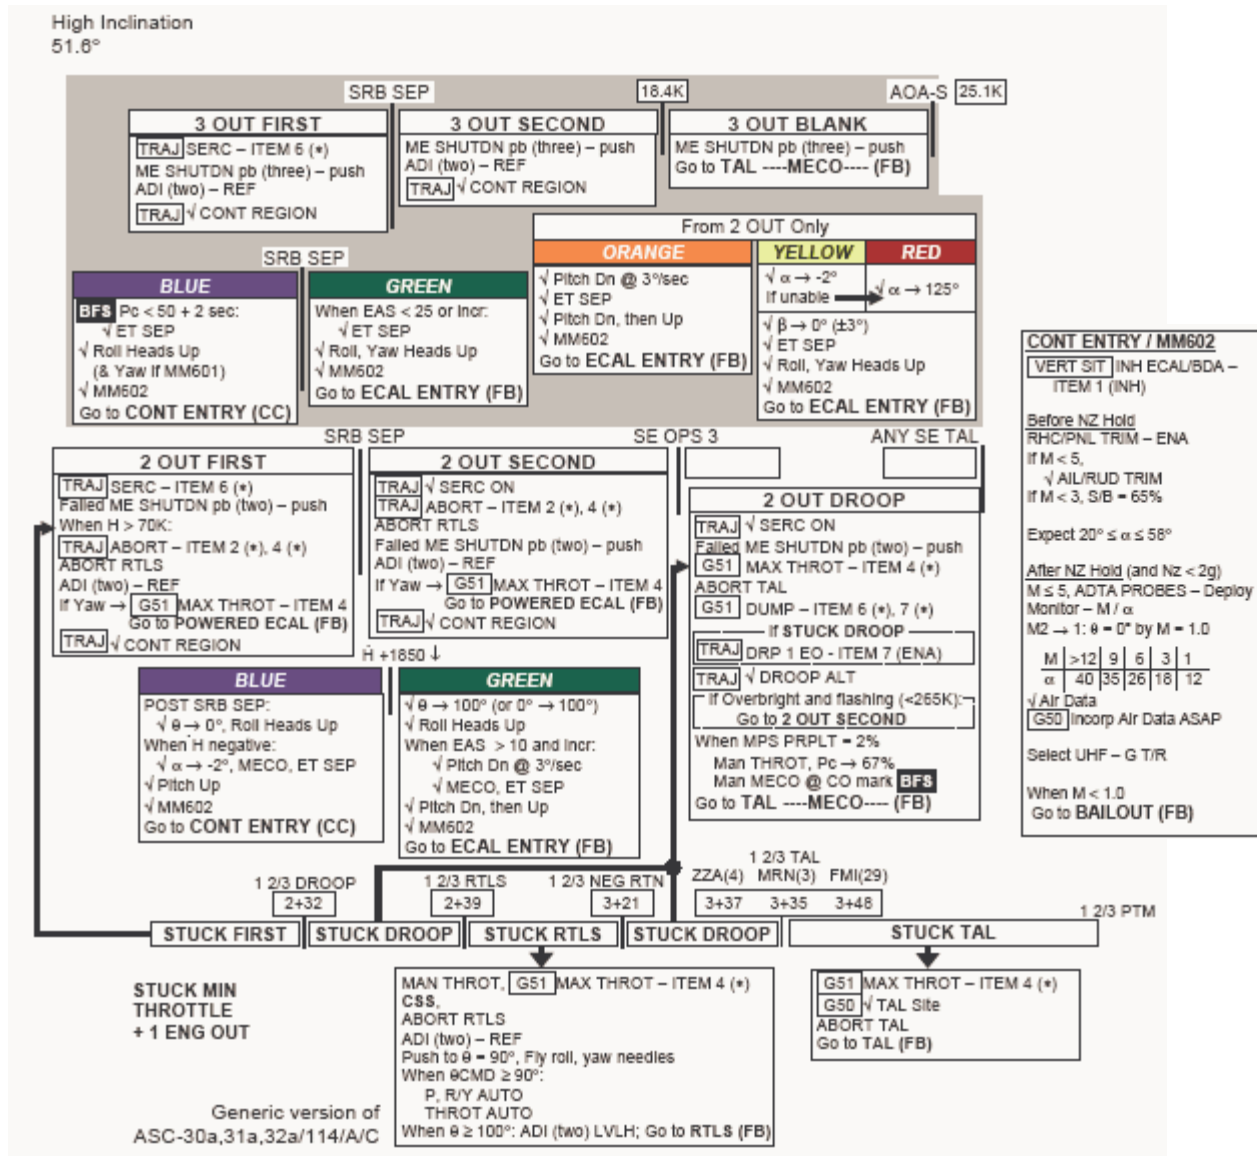 High Inclination
51.6°
SRB SEP
18.4K
AOA-S 25.1K
3 OUT FIRST
TRAJ SERC – ITEM 6 (*)
ME SHUTDN pb (three) – push
ADI (two) – REF
TRAJ √ CONT REGION
3 OUT SECOND
ME SHUTDN pb (three) – push
ADI (two) – REF
TRAJ √ CONT REGION
3 OUT BLANK
ME SHUTDN pb (three) – push
Go to TAL ----MECO---- (FB)
SRB SEP
BLUE
BFS Pc < 50 + 2 sec:
√ ET SEP
√ Roll Heads Up
(& Yaw if MM601)
√ MM602
Go to CONT ENTRY (CC)
GREEN
When EAS < 25 or Incr:
√ ET SEP
√ Roll, Yaw Heads Up
√ MM602
Go to ECAL ENTRY (FB)
From 2 OUT Only
ORANGE
√ Pitch Dn @ 3°/sec
√ ET SEP
√ Pitch Dn, then Up
√ MM602
Go to ECAL ENTRY (FB)
YELLOW
RED
√ α → -2°
If unable
√ α → 125°
√ β → 0° (±3°)
√ ET SEP
√ Roll, Yaw Heads Up
√ MM602
Go to ECAL ENTRY (FB)
CONT ENTRY / MM602
VERT SIT INH ECAL/BDA –
ITEM 1 (INH)
Before NZ Hold
RHC/PNL TRIM – ENA
If M < 5,
√ AIL/RUD TRIM
If M < 3, S/B = 65%
Expect 20° ≤ α ≤ 58°
After NZ Hold (and Nz < 2g)
M ≤ 5, ADTA PROBES – Deploy
Monitor – M / α
M2 → 1: θ = 0° by M = 1.0
M >12 9 6 3 1
α 40 35 26 18 12
√ Air Data
G50 Incorp Air Data ASAP
Select UHF – G T/R
When M < 1.0
Go to BAILOUT (FB)
SRB SEP
SE OPS 3
ANY SE TAL
2 OUT FIRST
TRAJ SERC – ITEM 6 (*)
Failed ME SHUTDN pb (two) – push
When H > 70K:
TRAJ ABORT – ITEM 2 (*), 4 (*)
ABORT RTLS
ADI (two) – REF
If Yaw → G51 MAX THROT – ITEM 4
Go to POWERED ECAL (FB)
TRAJ √ CONT REGION
2 OUT SECOND
TRAJ √ SERC ON
TRAJ ABORT – ITEM 2 (*), 4 (*)
ABORT RTLS
Failed ME SHUTDN pb (two) – push
ADI (two) – REF
If Yaw → G51 MAX THROT – ITEM 4
Go to POWERED ECAL (FB)
TRAJ √ CONT REGION
2 OUT DROOP
TRAJ √ SERC ON
Failed ME SHUTDN pb (two) – push
G51 MAX THROT – ITEM 4 (*)
ABORT TAL
G51 DUMP – ITEM 6 (*), 7 (*)
If STUCK DROOP
TRAJ DRP 1 EO - ITEM 7 (ENA)
TRAJ √ DROOP ALT
If Overbright and flashing (<265K):
Go to 2 OUT SECOND
When MPS PRPLT = 2%
Man THROT, Pc → 67%
Man MECO @ CO mark BFS
Go to TAL ----MECO---- (FB)
Ḣ +1850 ↓
BLUE
POST SRB SEP:
√ θ → 0°, Roll Heads Up
When Ḣ negative:
√ α → -2°, MECO, ET SEP
√ Pitch Up
√ MM602
Go to CONT ENTRY (CC)
GREEN
√ θ → 100° (or 0° → 100°)
√ Roll Heads Up
When EAS > 10 and Incr:
√ Pitch Dn @ 3°/sec
√ MECO, ET SEP
√ Pitch Dn, then Up
√ MM602
Go to ECAL ENTRY (FB)
1 2/3 DROOP
2+32
1 2/3 RTLS
2+39
1 2/3 NEG RTN
3+21
1 2/3 TAL
ZZA(4) MRN(3) FMI(29)
3+37 3+35 3+48
1 2/3 PTM
STUCK FIRST
STUCK DROOP
STUCK RTLS
STUCK DROOP
STUCK TAL
STUCK MIN
THROTTLE
+ 1 ENG OUT
MAN THROT, G51 MAX THROT – ITEM 4 (*)
CSS,
ABORT RTLS
ADI (two) – REF
Push to θ = 90°, Fly roll, yaw needles
When θCMD ≥ 90°:
P, R/Y AUTO
THROT AUTO
When θ ≥ 100°: ADI (two) LVLH; Go to RTLS (FB)
G51 MAX THROT – ITEM 4 (*)
G50 √ TAL Site
ABORT TAL
Go to TAL (FB)
Generic version of
ASC-30a,31a,32a/114/A/C